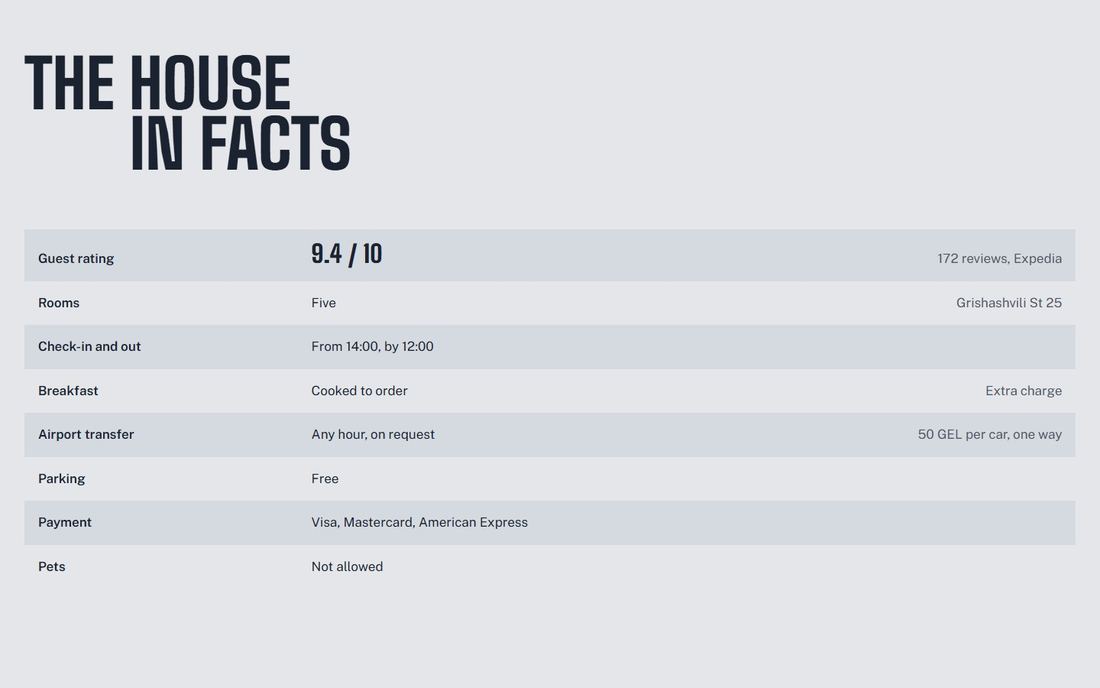 THE HOUSE
IN FACTS
Guest rating 9.4 / 10 172 reviews, Expedia
Rooms Five Grishashvili St 25
Check-in and out From 14:00, by 12:00
Breakfast Cooked to order Extra charge
Airport transfer Any hour, on request 50 GEL per car, one way
Parking Free
Payment Visa, Mastercard, American Express
Pets Not allowed